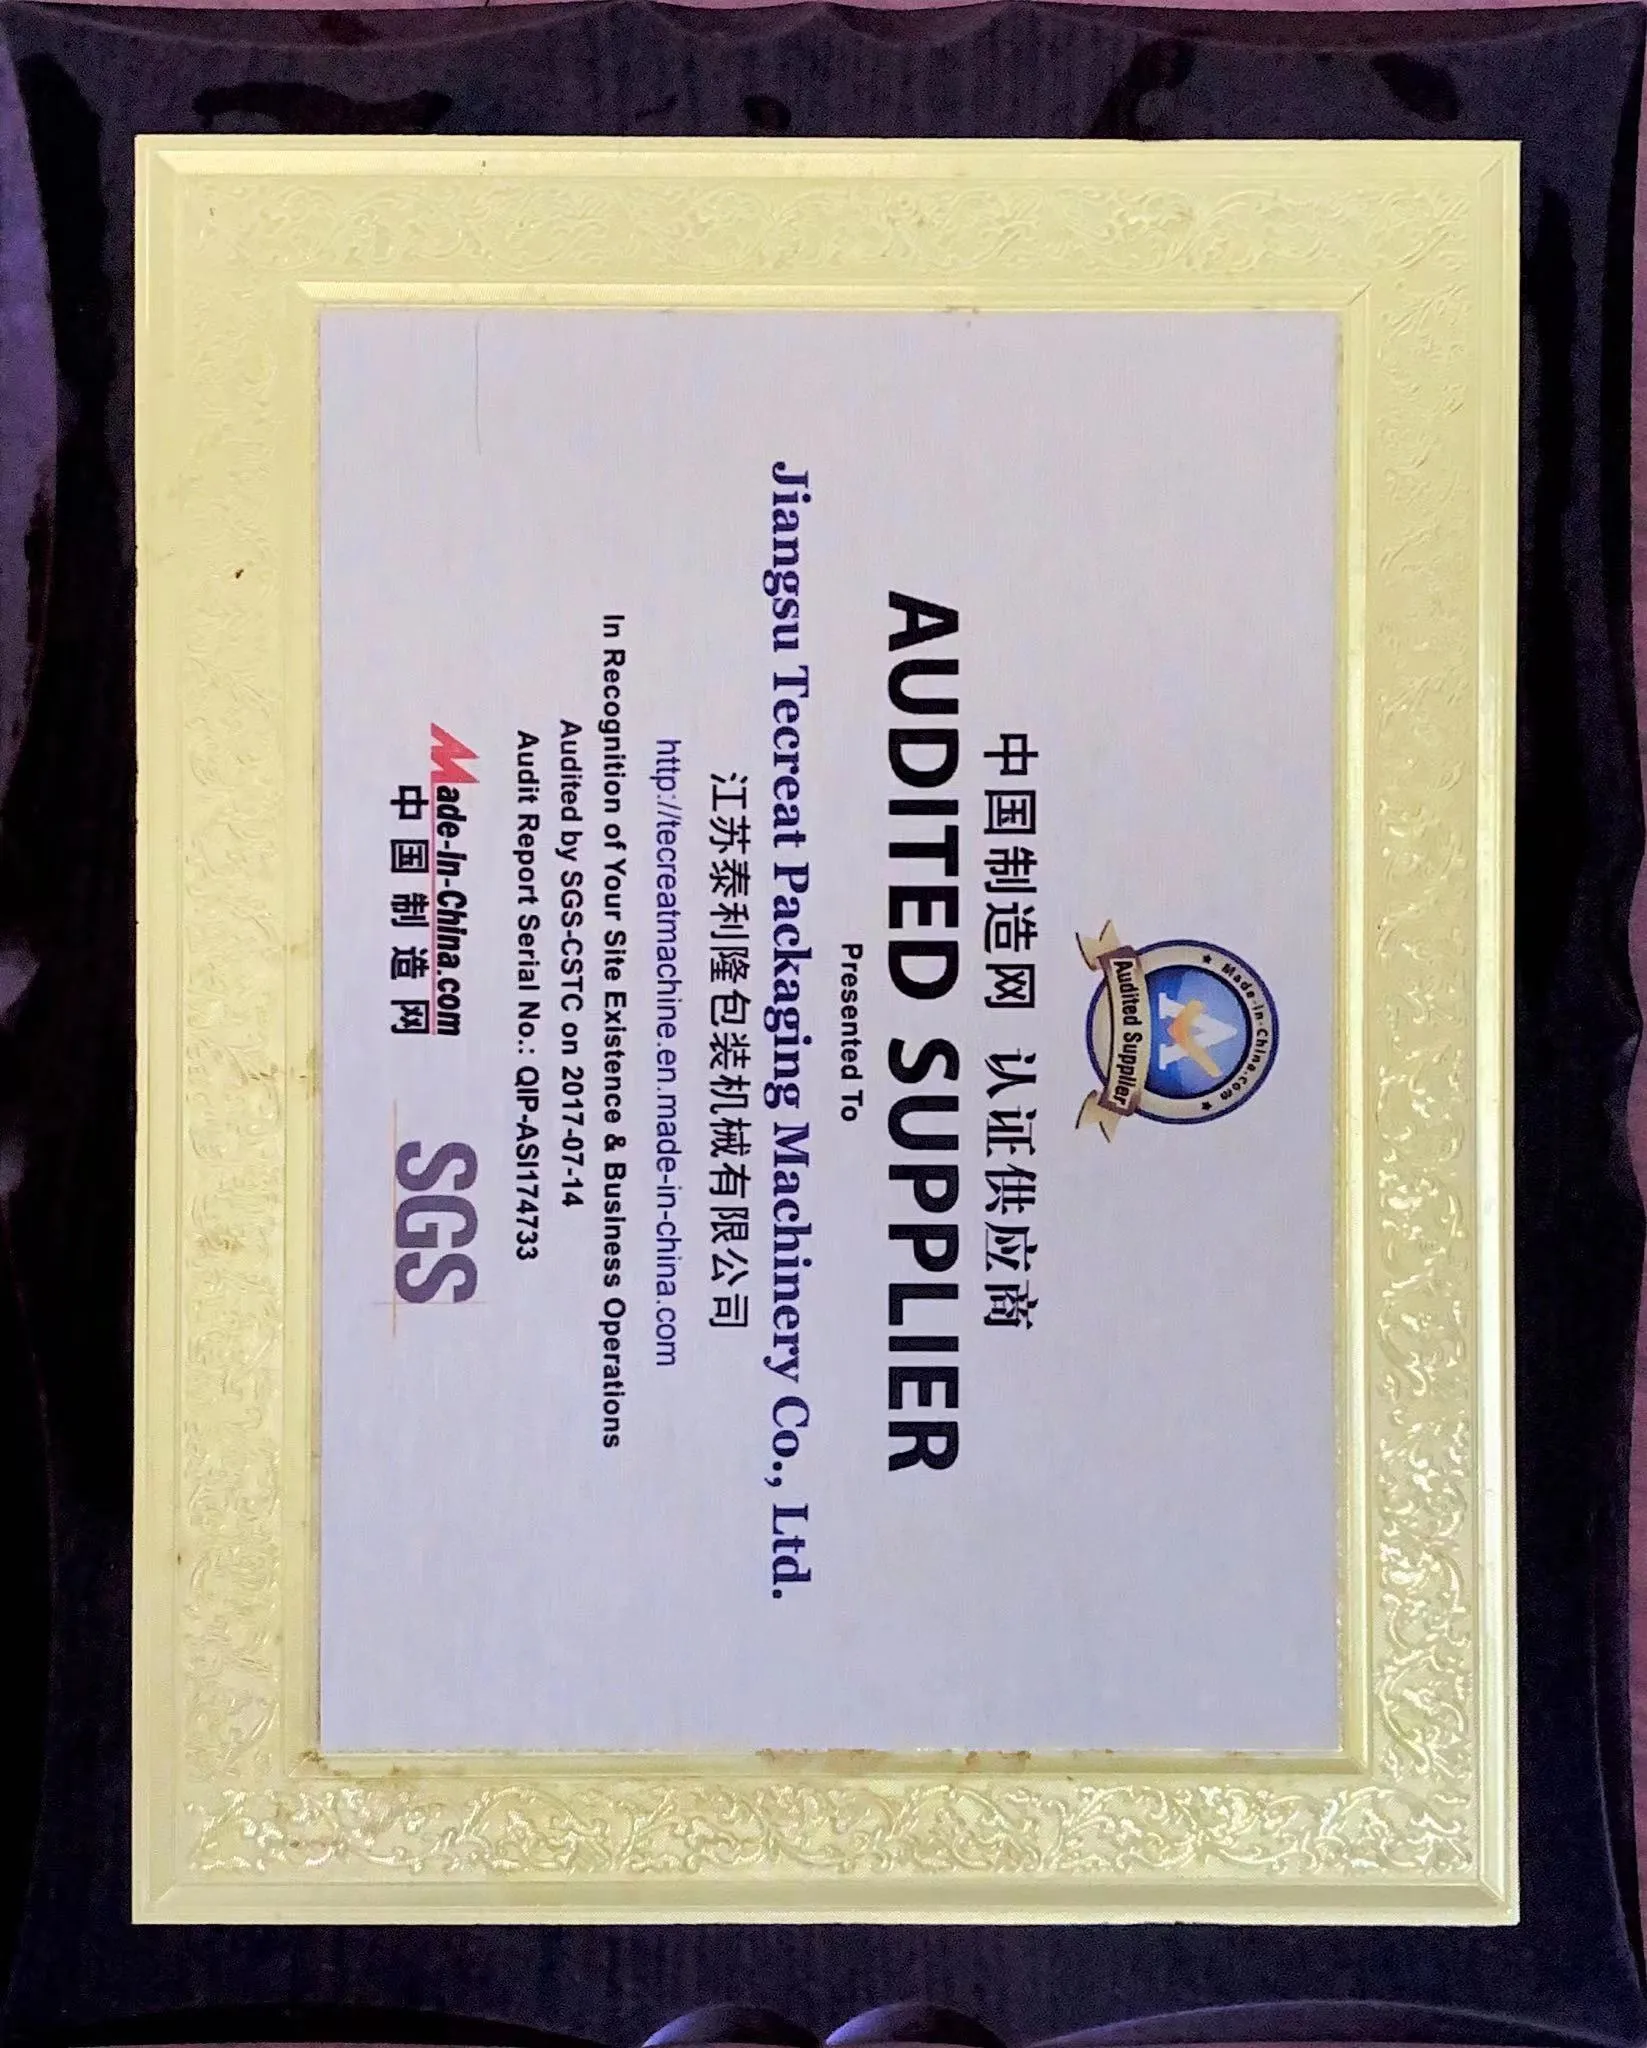 Made-in-China.com
Audited Supplier
中国制造网 认证供应商
AUDITED SUPPLIER
Presented To
Jiangsu Tecreat Packaging Machinery Co., Ltd.
江苏泰利隆包装机械有限公司
http://tecreatmachine.en.made-in-china.com
In Recognition of Your Site Existence & Business Operations
Audited by SGS-CSTC on 2017-07-14
Audit Report Serial No.: QIP-ASI174733
Made-in-China.com
中国制造网
SGS